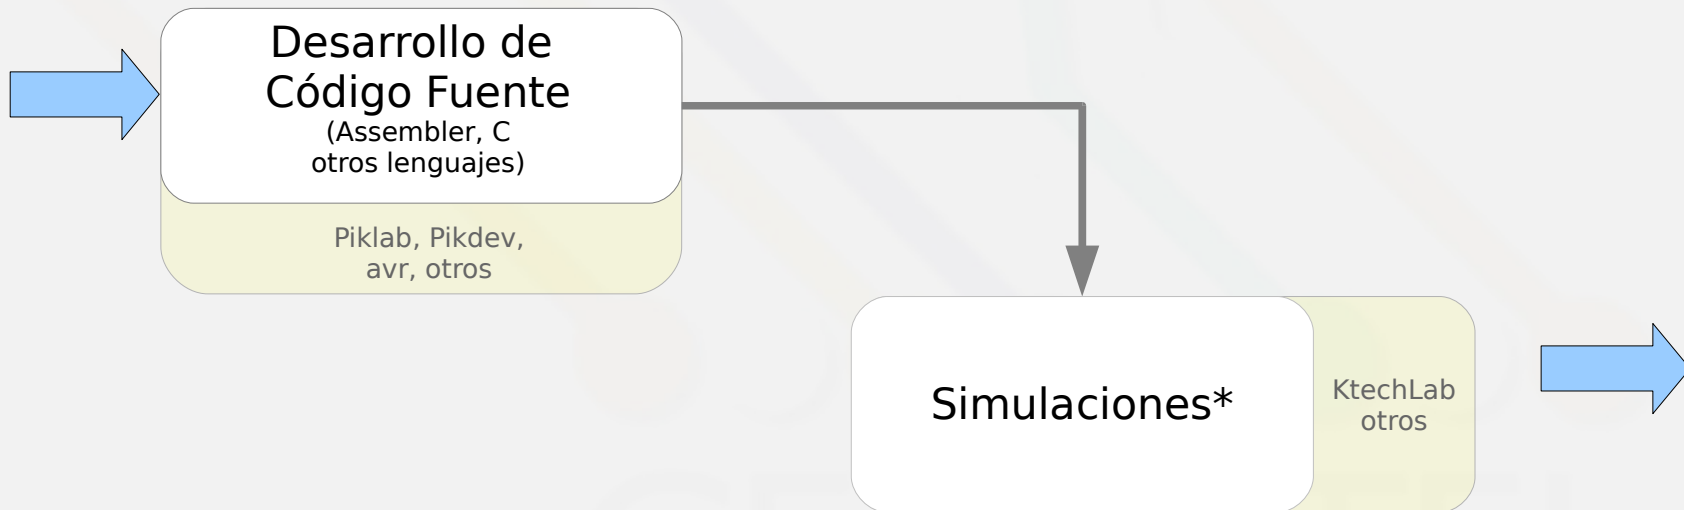 Desarrollo de
Código Fuente
(Assembler, C
otros lenguajes)
Piklab, Pikdev,
avr, otros
Simulaciones*
KtechLab
otros